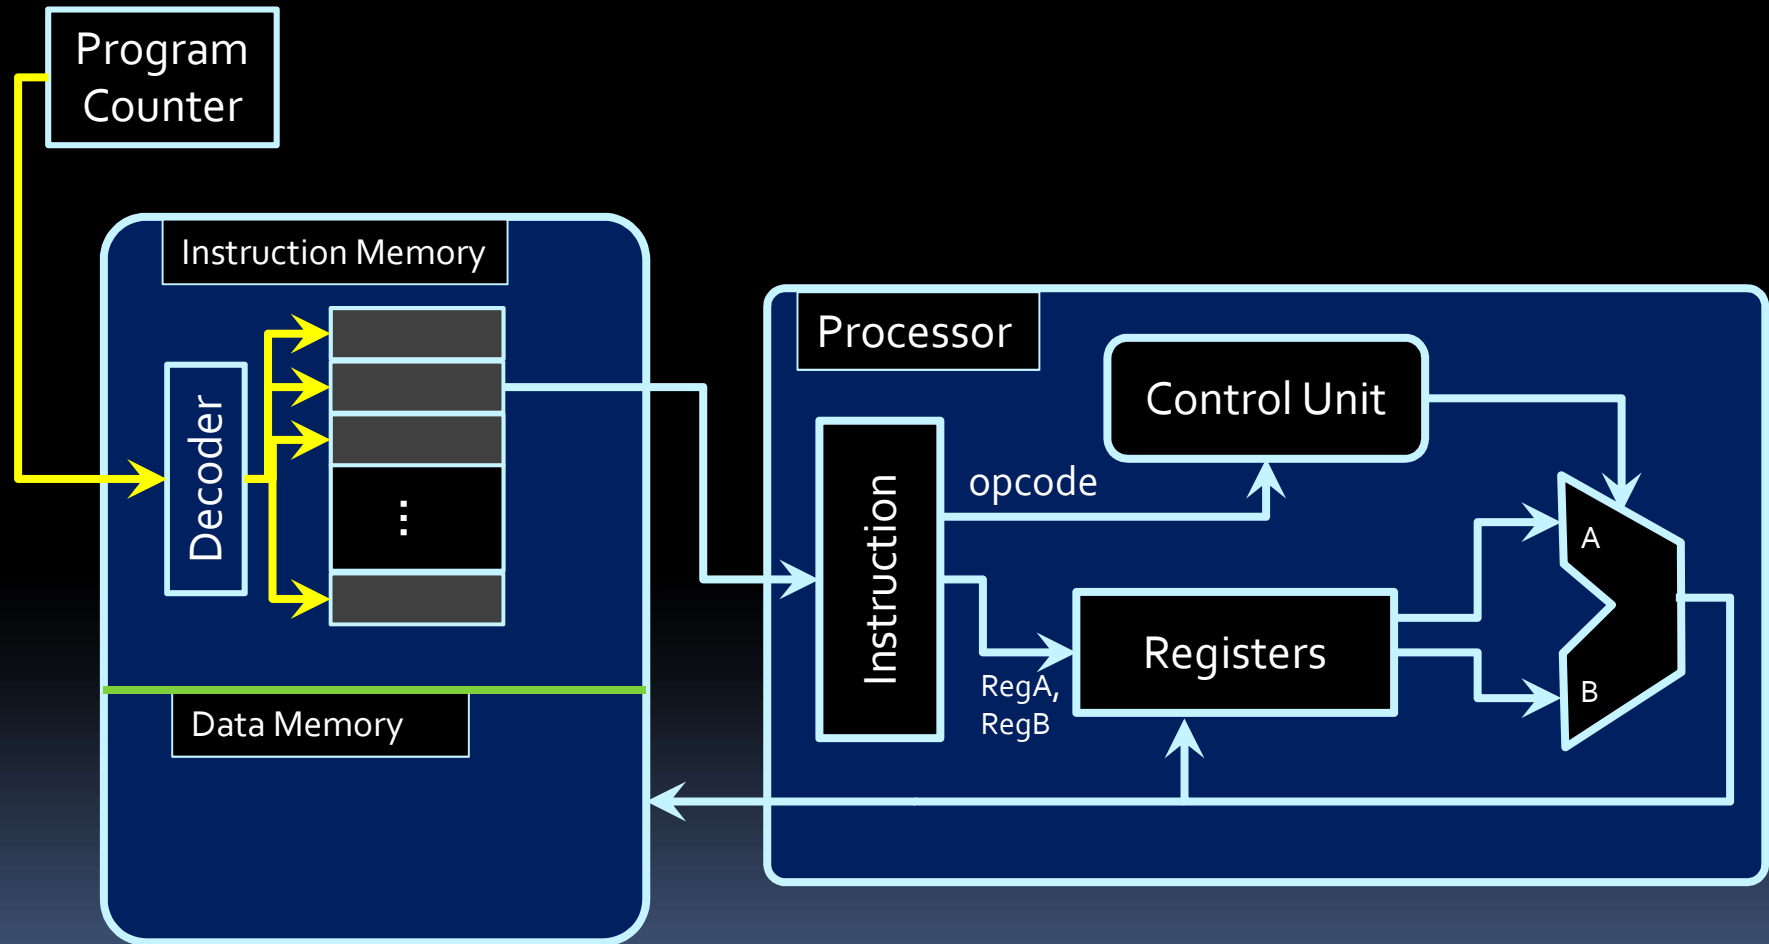 Program
Counter
Instruction Memory
Decoder
⋮
Data Memory
Processor
Control Unit
Instruction
opcode
RegA,
RegB
Registers
A
B